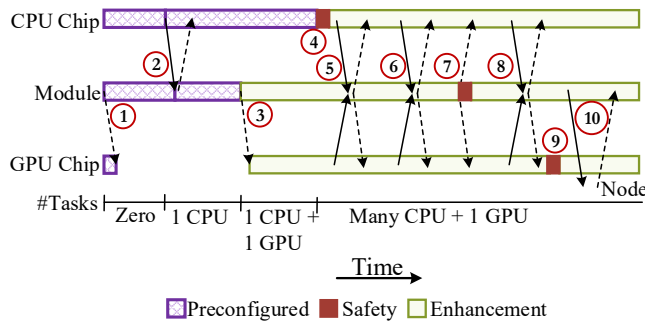 CPU Chip
4
2
5
6
7
8
Module
1
3
10
9
GPU Chip
Node
#Tasks
Zero
1 CPU
1 CPU +
1 GPU
Many CPU + 1 GPU
Time
Preconfigured
Safety
Enhancement